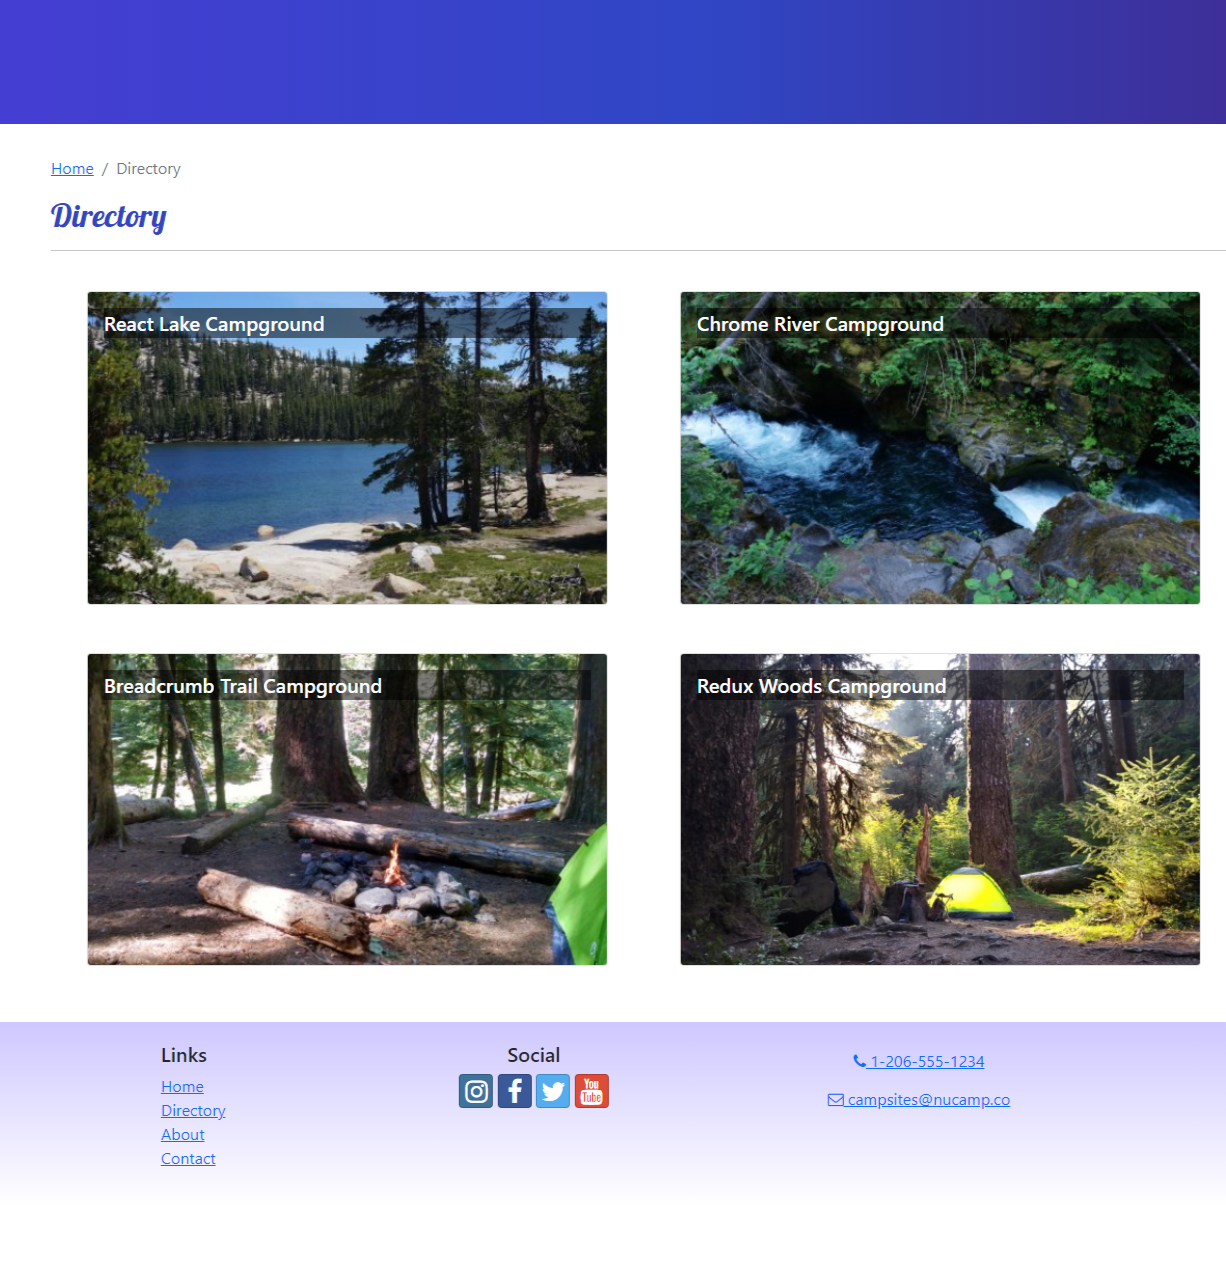 Home / Directory
Directory
React Lake Campground
Chrome River Campground
Breadcrumb Trail Campground
Redux Woods Campground
Links
Home
Directory
About
Contact
Social
You
Tube
1-206-555-1234
campsites@nucamp.co